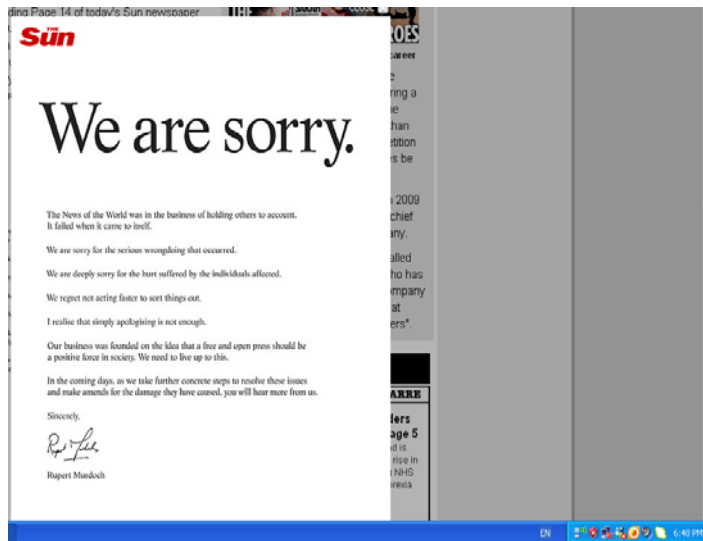 ding Page 14 of today's Sun newspaper
THE
Sun
We are sorry.
The News of the World was in the business of holding others to account.
It failed when it came to itself.
We are sorry for the serious wrongdoing that occurred.
We are deeply sorry for the hurt suffered by the individuals affected.
We regret not acting faster to sort things out.
I realise that simply apologising is not enough.
Our business was founded on the idea that a free and open press should be
a positive force in society. We need to live up to this.
In the coming days, as we take further concrete steps to resolve these issues
and make amends for the damage they have caused, you will hear more from us.
Sincerely,
Rupert Murdoch
THE
OES
career
ring a
than
s be
2009
chief
any.
alled
ho has
mpany
at
ers".
ARRE
ders
age 5
d is
rise in
NHS
rexia
EN
6:48 PM